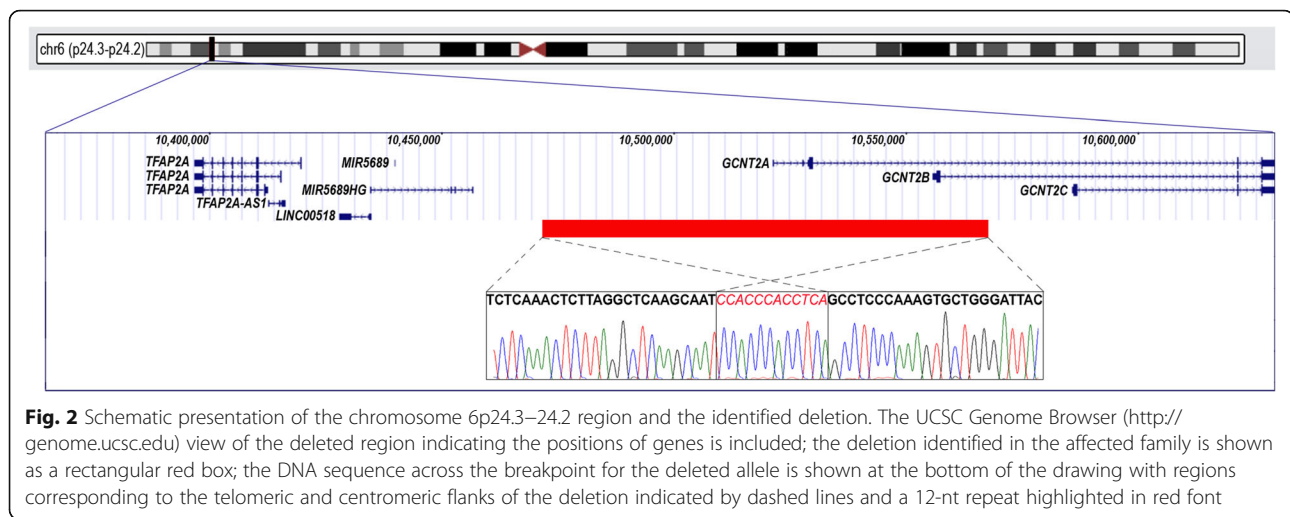 chr6 (p24.3-p24.2)
10,400,000 10,450,000 10,500,000 10,550,000 10,600,000
TFAP2A MIR5689 GCNT2A
TFAP2A GCNT2B
TFAP2A MIR5689HG GCNT2C
TFAP2A-AS1
LINC00518
TCTCAAACTCTTAGGCTCAAGCAATCCACCCACCTCAGCCTCCCAAAGTGCTGGGATTAC
Fig. 2 Schematic presentation of the chromosome 6p24.3–24.2 region and the identified deletion. The UCSC Genome Browser (http://
genome.ucsc.edu) view of the deleted region indicating the positions of genes is included; the deletion identified in the affected family is shown
as a rectangular red box; the DNA sequence across the breakpoint for the deleted allele is shown at the bottom of the drawing with regions
corresponding to the telomeric and centromeric flanks of the deletion indicated by dashed lines and a 12-nt repeat highlighted in red font